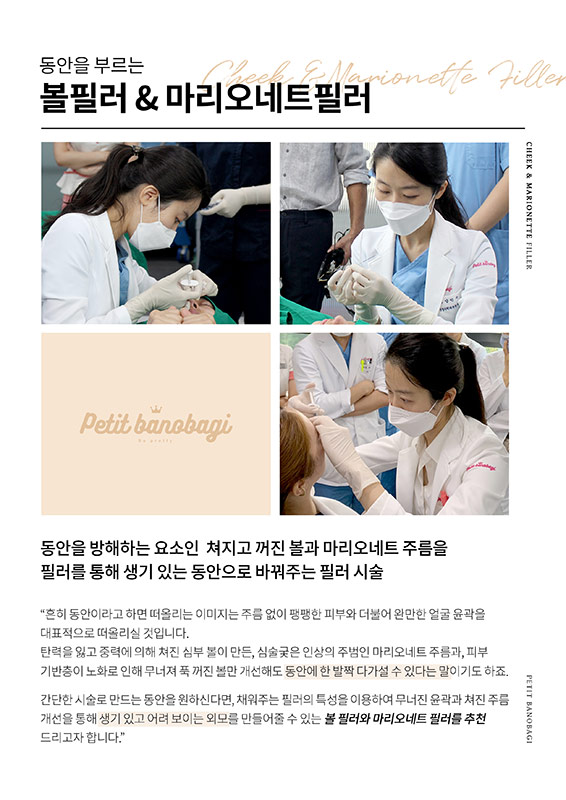 동안을 부르는
Cheek & Marionette Filler
볼필러 & 마리오네트필러
CHEEK & MARIONETTE FILLER
Petit banobagi
be pretty
동안을 방해하는 요소인 쳐지고 꺼진 볼과 마리오네트 주름을
필러를 통해 생기 있는 동안으로 바꿔주는 필러 시술
“흔히 동안이라고 하면 떠올리는 이미지는 주름 없이 팽팽한 피부와 더불어 완만한 얼굴 윤곽을
대표적으로 떠올리실 것입니다.
탄력을 잃고 중력에 의해 쳐진 심부 볼이 만든, 심술궂은 인상의 주범인 마리오네트 주름과, 피부
기반층이 노화로 인해 무너져 푹 꺼진 볼만 개선해도 동안에 한 발짝 다가설 수 있다는 말이기도 하죠.
간단한 시술로 만드는 동안을 원하신다면, 채워주는 필러의 특성을 이용하여 무너진 윤곽과 쳐진 주름
개선을 통해 생기 있고 어려 보이는 외모를 만들어줄 수 있는 볼 필러와 마리오네트 필러를 추천
드리고자 합니다.”
PETIT BANOBAGI